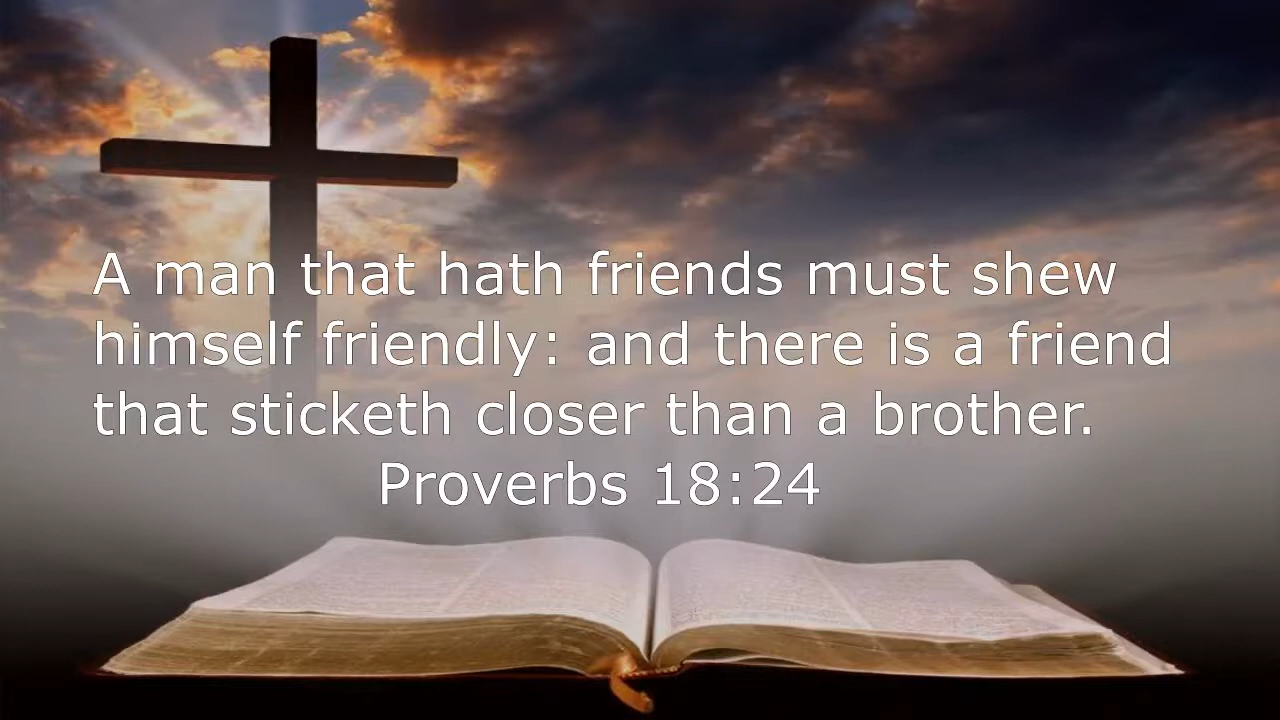 A man that hath friends must shew
himself friendly: and there is a friend
that sticketh closer than a brother.
Proverbs 18:24